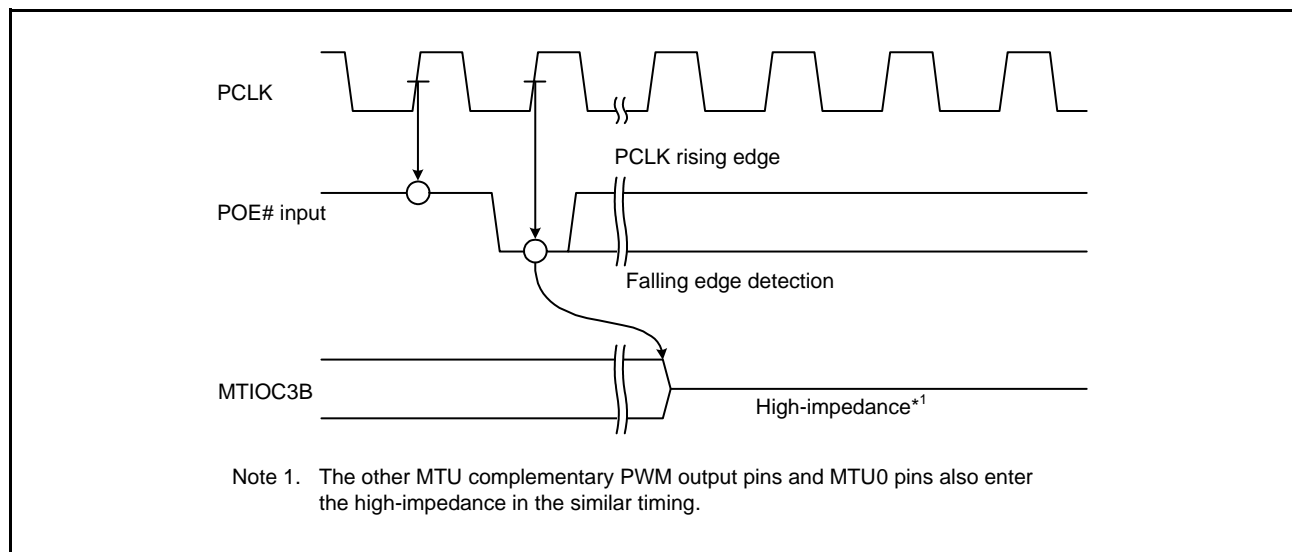 PCLK
PCLK rising edge
POE# input
Falling edge detection
MTIOC3B
High-impedance*1
Note 1. The other MTU complementary PWM output pins and MTU0 pins also enter
the high-impedance in the similar timing.